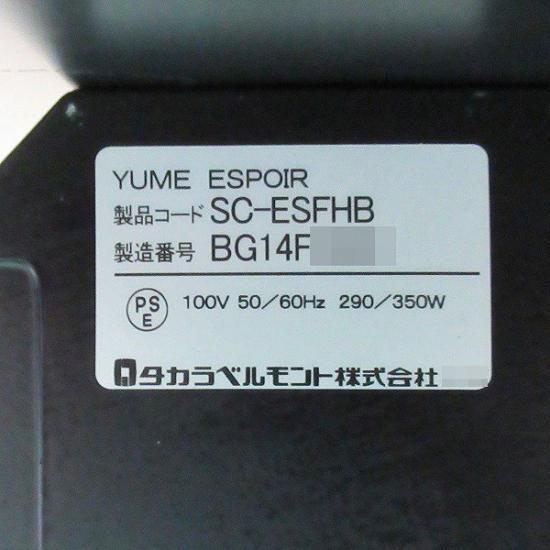 YUME ESPOIR
製品コード SC-ESFHB
製造番号 BG14F
PS
E
100V 50/60Hz 290/350W
タカラベルモント株式会社